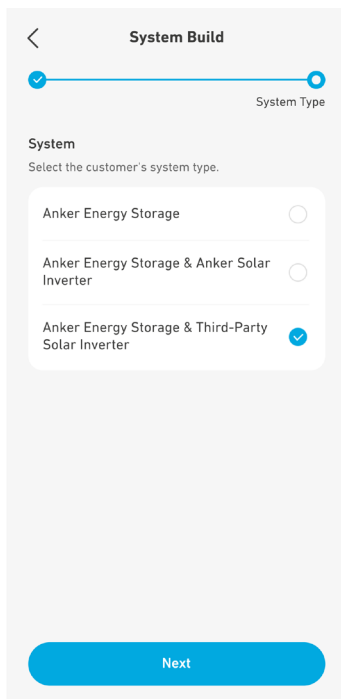 System Build
System Type
System
Select the customer's system type.
Anker Energy Storage
Anker Energy Storage & Anker Solar
Inverter
Anker Energy Storage & Third-Party
Solar Inverter
Next